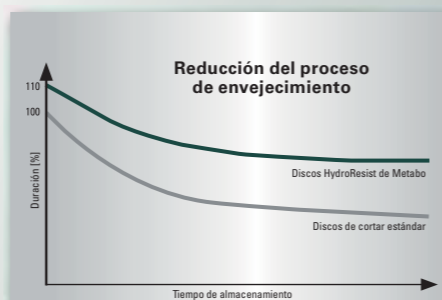 Reducción del proceso
de envejecimiento
110
100
Duración [%]
Discos HydroResist de Metabo
Discos de cortar estándar
Tiempo de almacenamiento